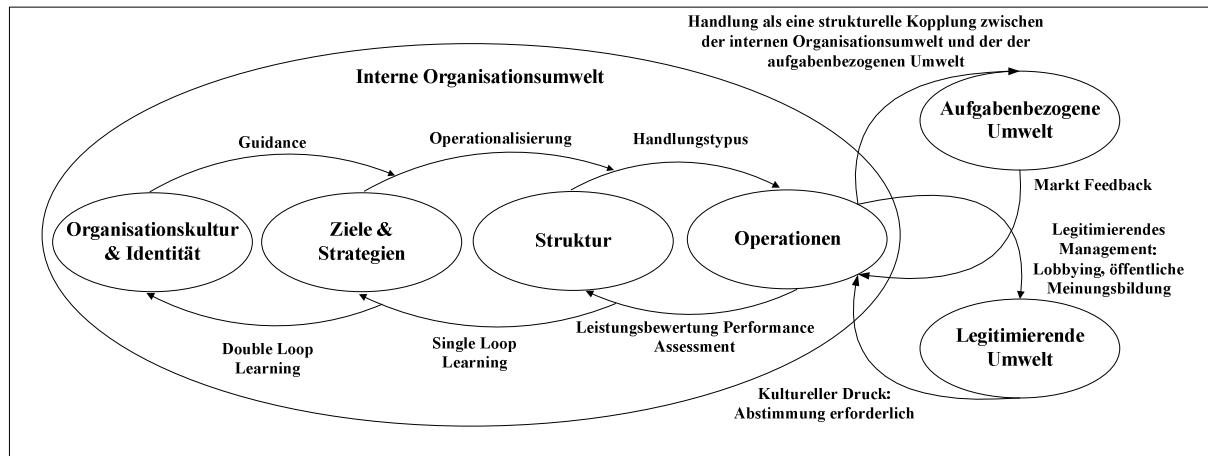 Handlung als eine strukturelle Kopplung zwischen
der internen Organisationsumwelt und der der
aufgabenbezogenen Umwelt
Interne Organisationsumwelt
Aufgabenbezogene
Umwelt
Guidance
Operationalisierung
Handlungstypus
Markt Feedback
Organisationskultur
& Identität
Ziele &
Strategien
Struktur
Operationen
Legitimierendes
Management:
Lobbying, öffentliche
Meinungsbildung
Double Loop
Learning
Single Loop
Learning
Leistungsbewertung Performance
Assessment
Legitimierende
Umwelt
Kultureller Druck:
Abstimmung erforderlich